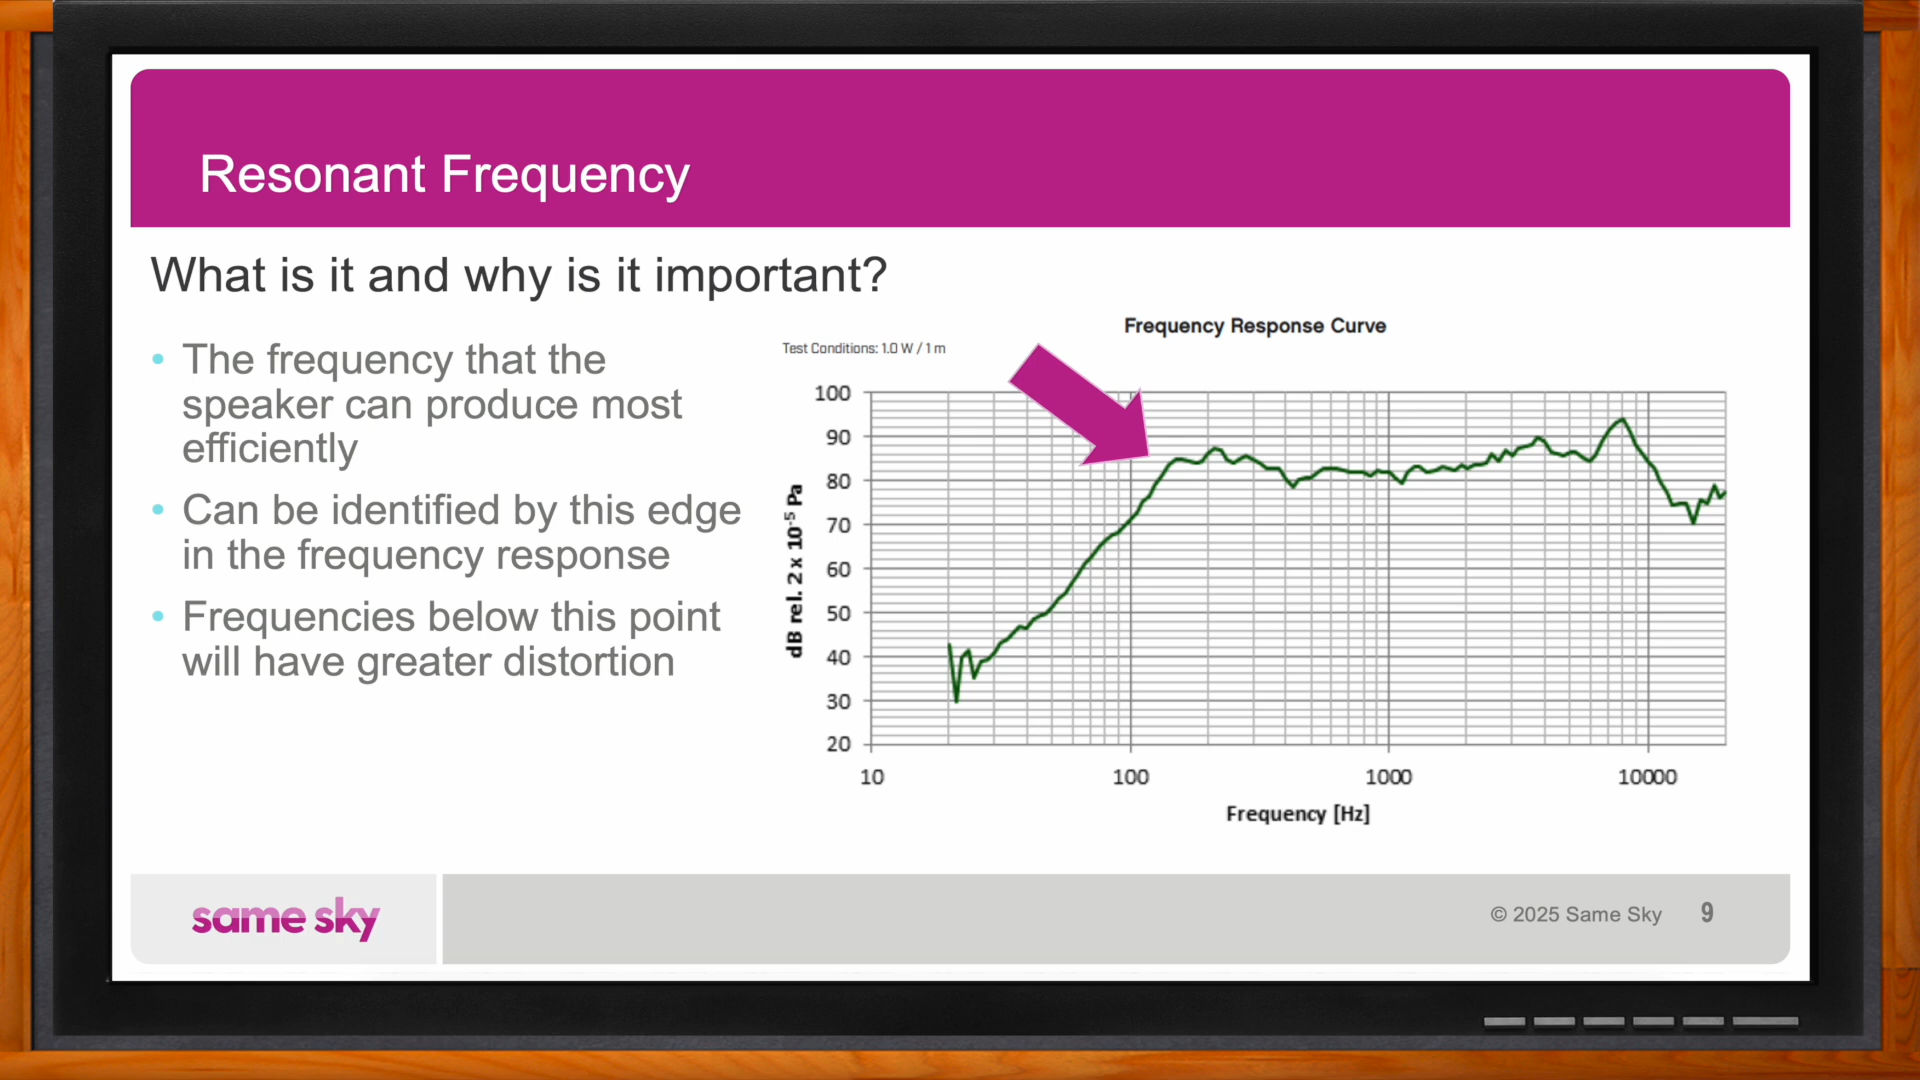 Resonant Frequency
What is it and why is it important?
• The frequency that the
speaker can produce most
efficiently
• Can be identified by this edge
in the frequency response
• Frequencies below this point
will have greater distortion
Frequency Response Curve
Test Conditions: 1.0 W / 1 m
dB rel. 2 x 10⁻⁵ Pa
100
90
80
70
60
50
40
30
20
10 100 1000 10000
Frequency [Hz]
same sky
© 2025 Same Sky 9